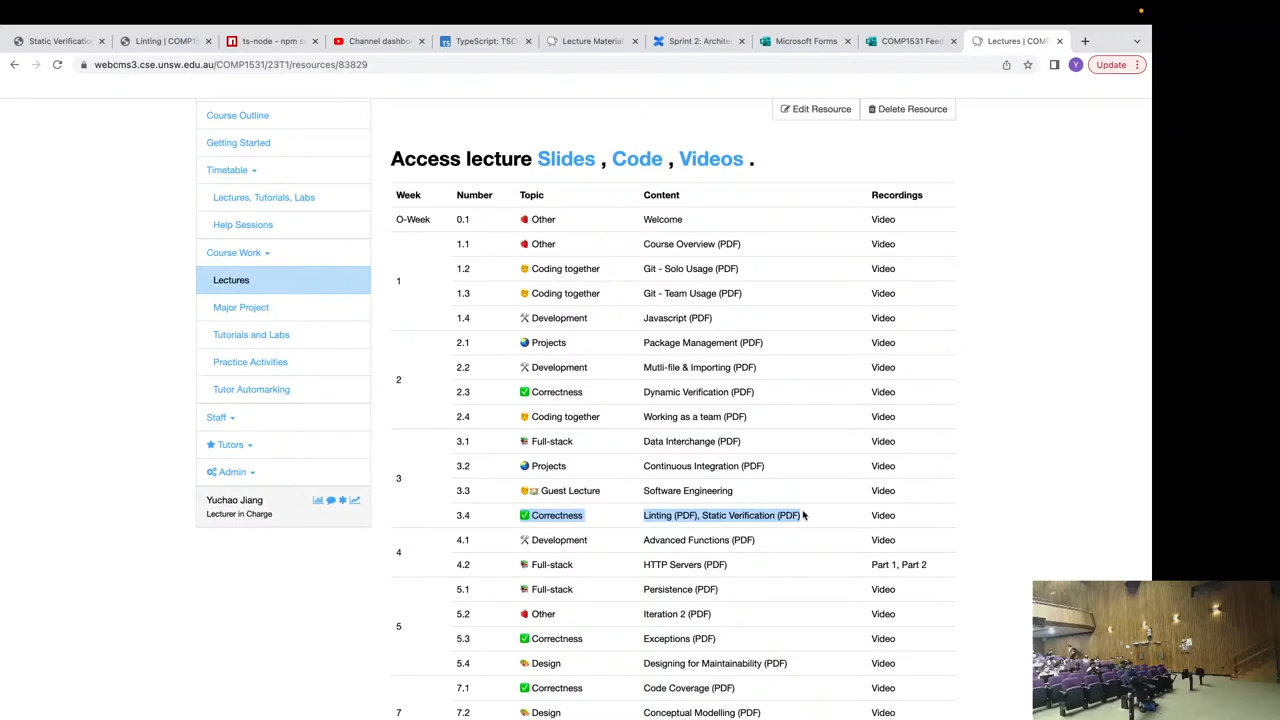 Static Verificatio
Linting | COMP1
ts-node - npm s
Channel dashbo
TypeScript: TSC
Lecture Material
Sprint 2: Archite
Microsoft Forms
COMP1531 Feed
Lectures | COMP
webcms3.cse.unsw.edu.au/COMP1531/23T1/resources/83829
Y
Update
Edit Resource
Delete Resource
Course Outline
Getting Started
Timetable
Lectures, Tutorials, Labs
Help Sessions
Course Work
Lectures
Major Project
Tutorials and Labs
Practice Activities
Tutor Automarking
Staff
Tutors
Admin
Yuchao Jiang
Lecturer in Charge
Access lecture Slides , Code , Videos .
Week Number Topic Content Recordings
O-Week 0.1 Other Welcome Video
1
1.1 Other Course Overview (PDF) Video
1.2 Coding together Git - Solo Usage (PDF) Video
1.3 Coding together Git - Team Usage (PDF) Video
1.4 Development Javascript (PDF) Video
2
2.1 Projects Package Management (PDF) Video
2.2 Development Mutli-file & Importing (PDF) Video
2.3 Correctness Dynamic Verification (PDF) Video
2.4 Coding together Working as a team (PDF) Video
3
3.1 Full-stack Data Interchange (PDF) Video
3.2 Projects Continuous Integration (PDF) Video
3.3 Guest Lecture Software Engineering Video
3.4 Correctness Linting (PDF), Static Verification (PDF) Video
4
4.1 Development Advanced Functions (PDF) Video
4.2 Full-stack HTTP Servers (PDF) Part 1, Part 2
5
5.1 Full-stack Persistence (PDF) Video
5.2 Other Iteration 2 (PDF) Video
5.3 Correctness Exceptions (PDF) Video
5.4 Design Designing for Maintainability (PDF) Video
7
7.1 Correctness Code Coverage (PDF) Video
7.2 Design Conceptual Modelling (PDF) Video